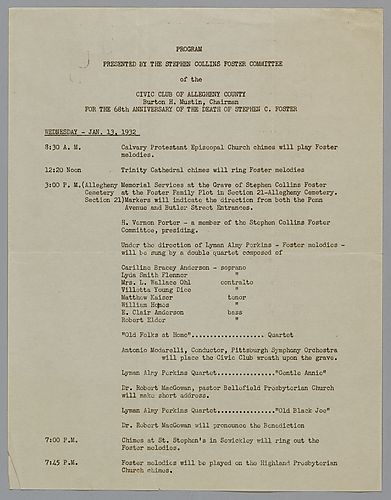 PROGRAM
PRESENTED BY THE STEPHEN COLLINS FOSTER COMMITTEE
of the
CIVIC CLUB OF ALLEGHENY COUNTY
Burton H. Mustin, Chairman
FOR THE 68th ANNIVERSARY OF THE DEATH OF STEPHEN C. FOSTER
WEDNESDAY - JAN. 13, 1932
8:30 A. M. Calvary Protestant Episcopal Church chimes will play Foster
melodies.
12:20 Noon Trinity Cathedral chimes will ring Foster melodies
3:00 P. M.(Allegheny Memorial Services at the Grave of Stephen Collins Foster
Cemetery at the Foster Family Plot in Section 21-Allegheny Cemetery.
Section 21)Markers will indicate the direction from both the Penn
Avenue and Butler Street Entrances.
H. Vernon Porter - a member of the Stephen Collins Foster
Committee, presiding.
Under the direction of Lyman Almy Perkins - Foster melodies -
will be sung by a double quartet composed of
Cariline Bracey Anderson - soprano
Lyda Smith Flenner "
Mrs. L. Wallace Ohl contralto
Villetta Young Dice "
Matthew Kaiser tenor
William Homes "
E. Clair Anderson bass
Robert Elder "
"Old Folks at Home"................... Quartet
Antonio Modarelli, Conductor, Pittsburgh Symphony Orchestra
will place the Civic Club wreath upon the grave.
Lyman Almy Perkins Quartet..............."Gentle Annie"
Dr. Robert MacGowan, pastor Bellefield Presbyterian Church
will make short address.
Lyman Almy Perkins Quartet..............."Old Black Joe"
Dr. Robert MacGowan will pronounce the Benediction
7:00 P.M. Chimes at St. Stephen's in Sewickley will ring out the
Foster melodies.
7:45 P.M. Foster melodies will be played on the Highland Presbyterian
Church chimes.